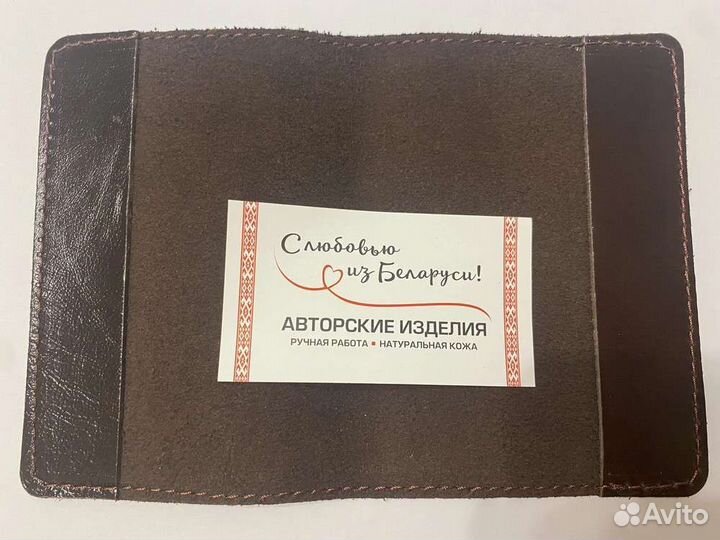 С любовью
из Беларуси!
АВТОРСКИЕ ИЗДЕЛИЯ
РУЧНАЯ РАБОТА ▪ НАТУРАЛЬНАЯ КОЖА
Avito